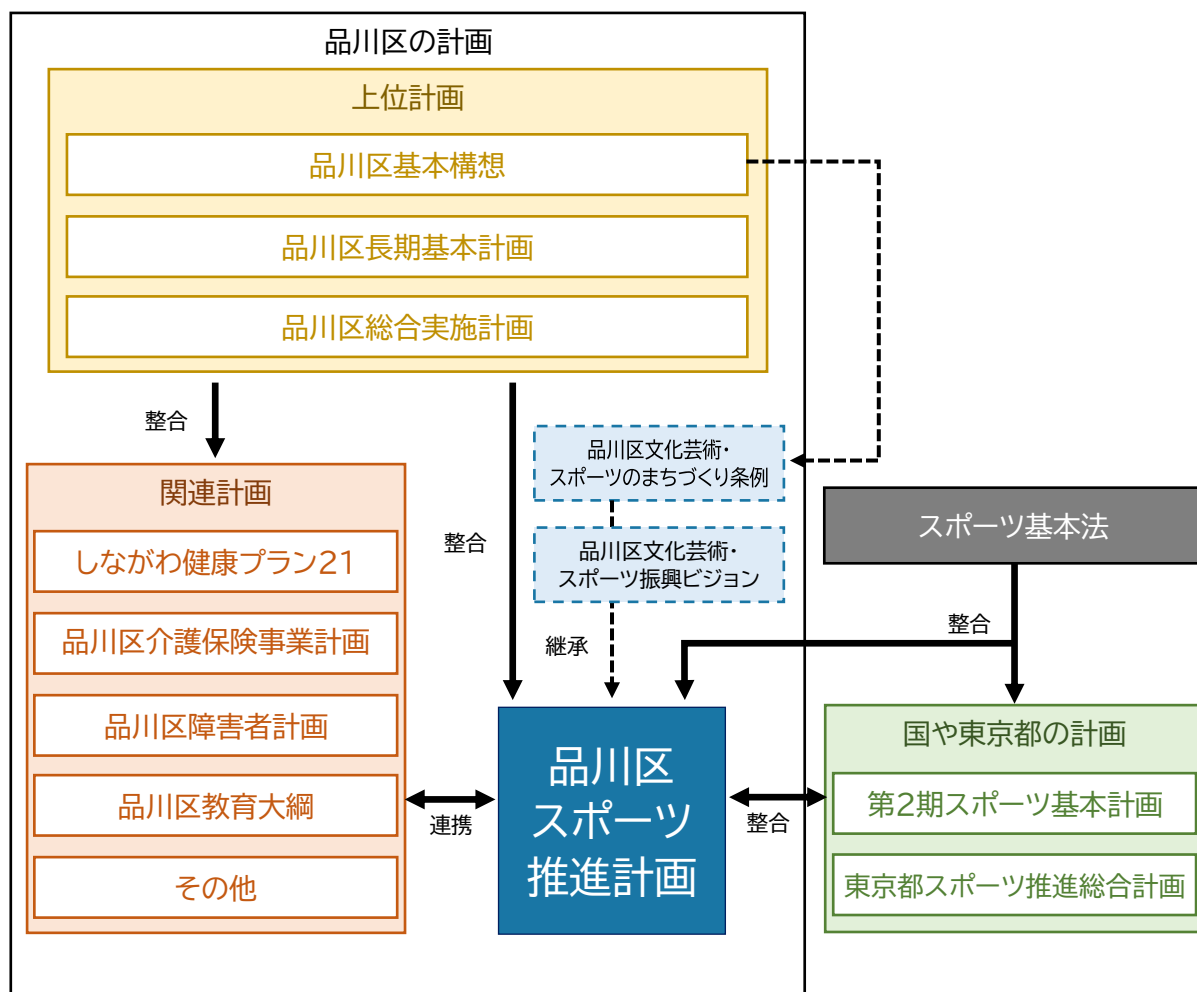 品川区の計画
上位計画
品川区基本構想
品川区長期基本計画
品川区総合実施計画
整合
整合
品川区文化芸術・
スポーツのまちづくり条例
品川区文化芸術・
スポーツ振興ビジョン
継承
関連計画
しながわ健康プラン21
品川区介護保険事業計画
品川区障害者計画
品川区教育大綱
その他
連携
品川区
スポーツ
推進計画
スポーツ基本法
整合
整合
国や東京都の計画
第2期スポーツ基本計画
東京都スポーツ推進総合計画